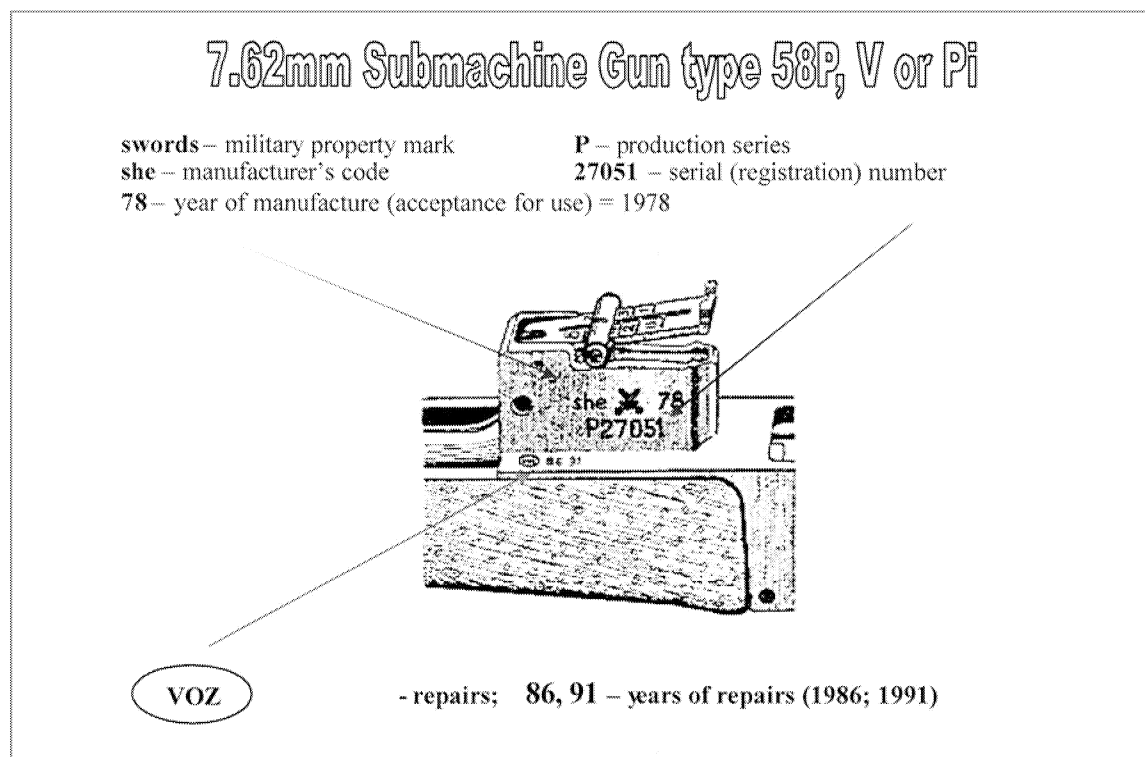 7.62mm Submachine Gun type 58P, V or Pi
swords – military property mark
P – production series
she – manufacturer's code
27051 – serial (registration) number
78 – year of manufacture (acceptance for use) = 1978
she 78
P27051
86 91
VOZ
- repairs; 86, 91 – years of repairs (1986; 1991)